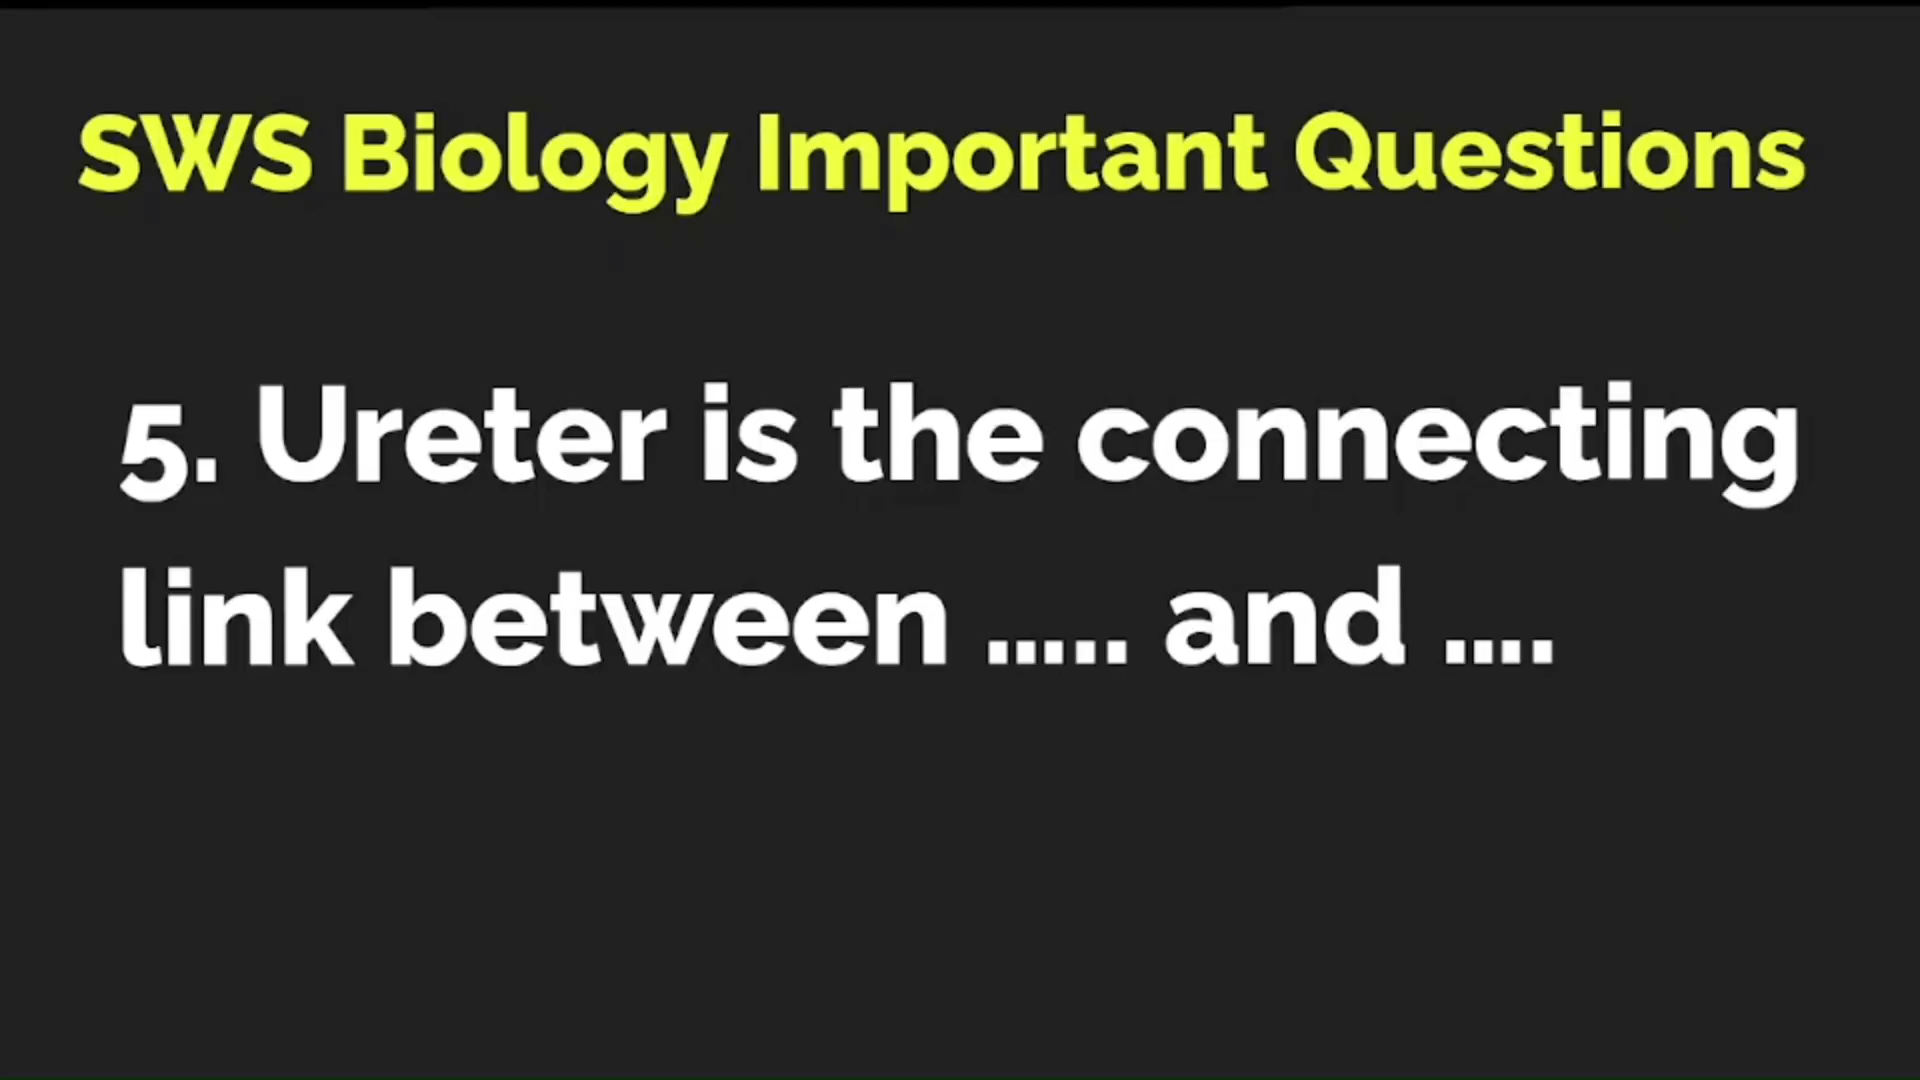 SWS Biology Important Questions
5. Ureter is the connecting
link between ..... and ....